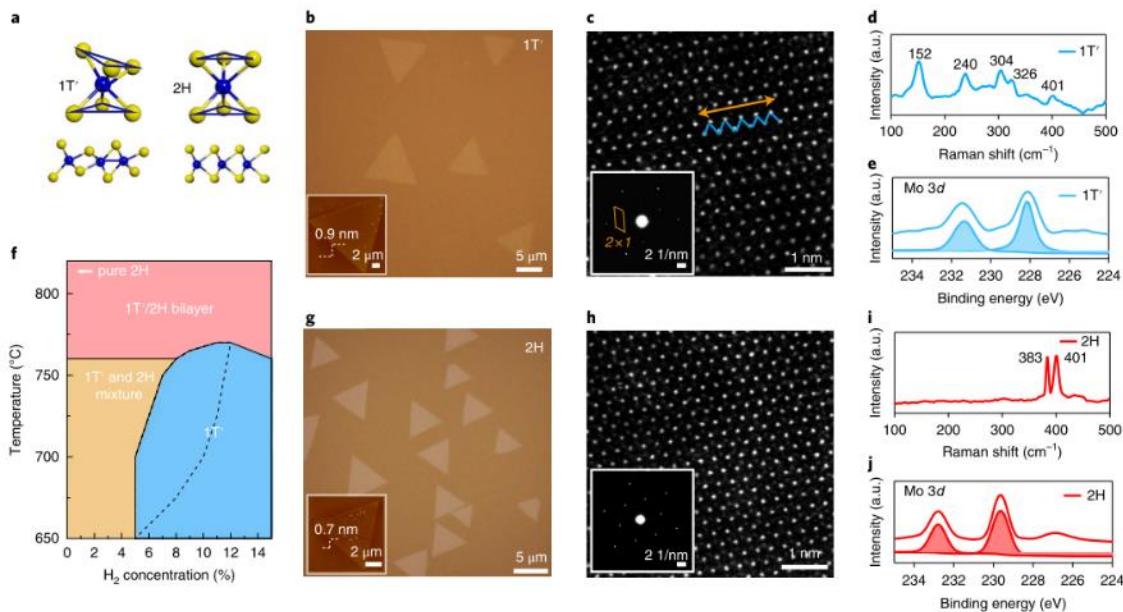 a
1T′
2H
b
1T′
0.9 nm
2 μm
5 μm
c
2×1
2 1/nm
1 nm
d
Intensity (a.u.)
1T′
152
240
304
326
401
100 200 300 400 500
Raman shift (cm⁻¹)
e
Intensity (a.u.)
Mo 3d
1T′
234 232 230 228 226 224
Binding energy (eV)
f
Temperature (°C)
800
750
700
650
pure 2H
1T′/2H bilayer
1T′ and 2H
mixture
1T′
0 2 4 6 8 10 12 14
H₂ concentration (%)
g
2H
0.7 nm
2 μm
5 μm
h
2 1/nm
1 nm
i
Intensity (a.u.)
2H
383 401
100 200 300 400 500
Raman shift (cm⁻¹)
j
Intensity (a.u.)
Mo 3d
2H
234 232 230 228 226 224
Binding energy (eV)